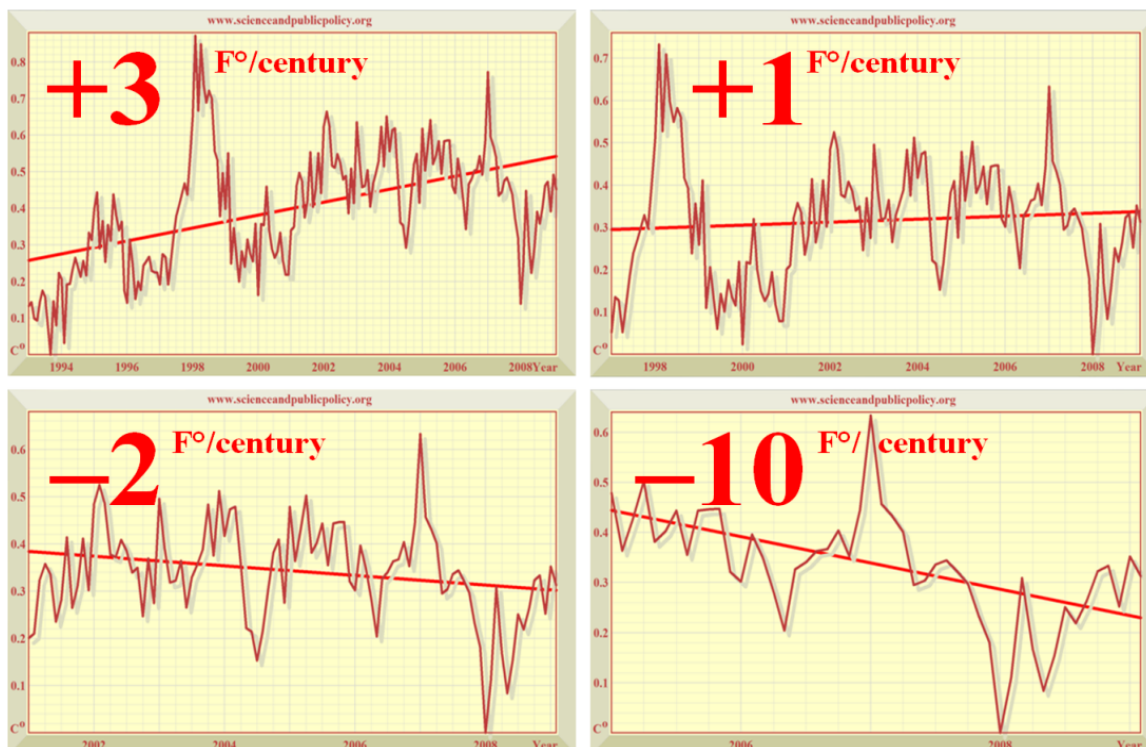 www.scienceandpublicpolicy.org
+3 F°/century
0.8
0.7
0.6
0.5
0.4
0.3
0.2
0.1
C°
1994 1996 1998 2000 2002 2004 2006 2008 Year
www.scienceandpublicpolicy.org
+1 F°/century
0.7
0.6
0.5
0.4
0.3
0.2
0.1
C°
1998 2000 2002 2004 2006 2008 Year
www.scienceandpublicpolicy.org
−2 F°/century
0.6
0.5
0.4
0.3
0.2
0.1
C°
2002 2004 2006 2008 Year
www.scienceandpublicpolicy.org
−10 F°/ century
0.6
0.5
0.4
0.3
0.2
0.1
C°
2006 2008 Year